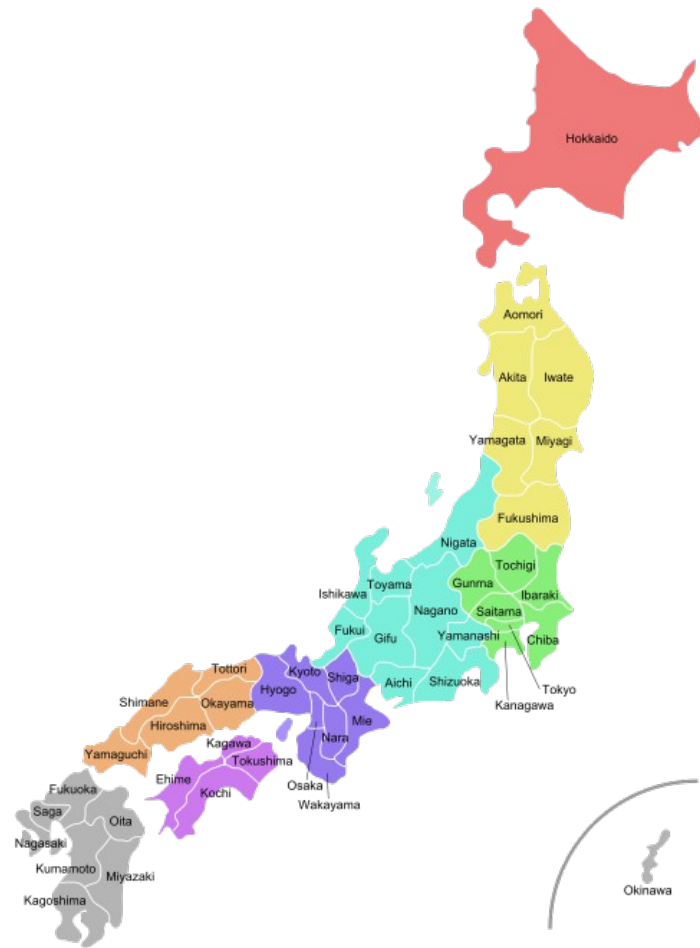 Hokkaido
Aomori
Akita
Iwate
Yamagata
Miyagi
Fukushima
Nigata
Tochigi
Gunma
Ibaraki
Toyama
Ishikawa
Nagano
Saitama
Fukui
Gifu
Yamanashi
Chiba
Tokyo
Kanagawa
Aichi
Shizuoka
Kyoto
Shiga
Hyogo
Mie
Nara
Osaka
Wakayama
Tottori
Shimane
Okayama
Hiroshima
Yamaguchi
Kagawa
Tokushima
Ehime
Kochi
Fukuoka
Saga
Oita
Nagasaki
Kumamoto
Miyazaki
Kagoshima
Okinawa